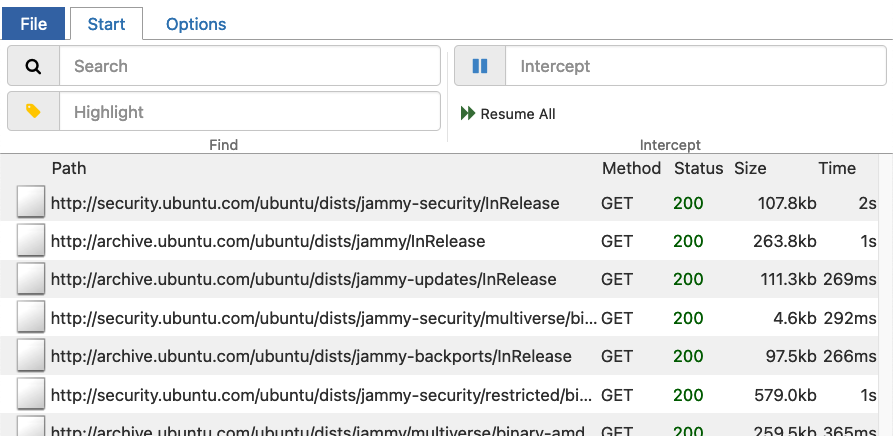 File Start Options
Search Intercept
Highlight Resume All
Find Intercept
Path Method Status Size Time
http://security.ubuntu.com/ubuntu/dists/jammy-security/InRelease GET 200 107.8kb 2s
http://archive.ubuntu.com/ubuntu/dists/jammy/InRelease GET 200 263.8kb 1s
http://archive.ubuntu.com/ubuntu/dists/jammy-updates/InRelease GET 200 111.3kb 269ms
http://security.ubuntu.com/ubuntu/dists/jammy-security/multiverse/bi... GET 200 4.6kb 292ms
http://archive.ubuntu.com/ubuntu/dists/jammy-backports/InRelease GET 200 97.5kb 266ms
http://security.ubuntu.com/ubuntu/dists/jammy-security/restricted/bi... GET 200 579.0kb 1s
http://archive.ubuntu.com/ubuntu/dists/jammy/multiverse/binary-amd GET 200 259.5kb 365ms